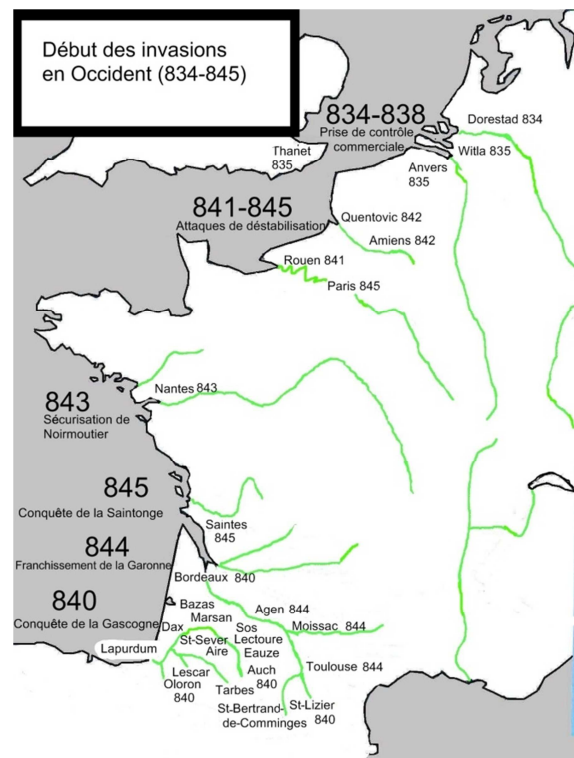 Début des invasions
en Occident (834-845)
834-838
Prise de contrôle
commerciale
Dorestad 834
Thanet
835
Witla 835
Anvers
835
841-845
Attaques de déstabilisation
Quentovic 842
Amiens 842
Rouen 841
Paris 845
Nantes 843
843
Sécurisation de
Noirmoutier
845
Conquête de la Saintonge
Saintes
845
844
Franchissement de la Garonne
Bordeaux 840
840
Conquête de la Gascogne
Bazas
Marsan
Agen 844
Dax
Sos
Moissac 844
St-Sever
Lectoure
Aire
Eauze
Lapurdum
Lescar
Oloron
840
Auch
840
Toulouse 844
Tarbes
St-Bertrand-
de-Comminges
St-Lizier
840